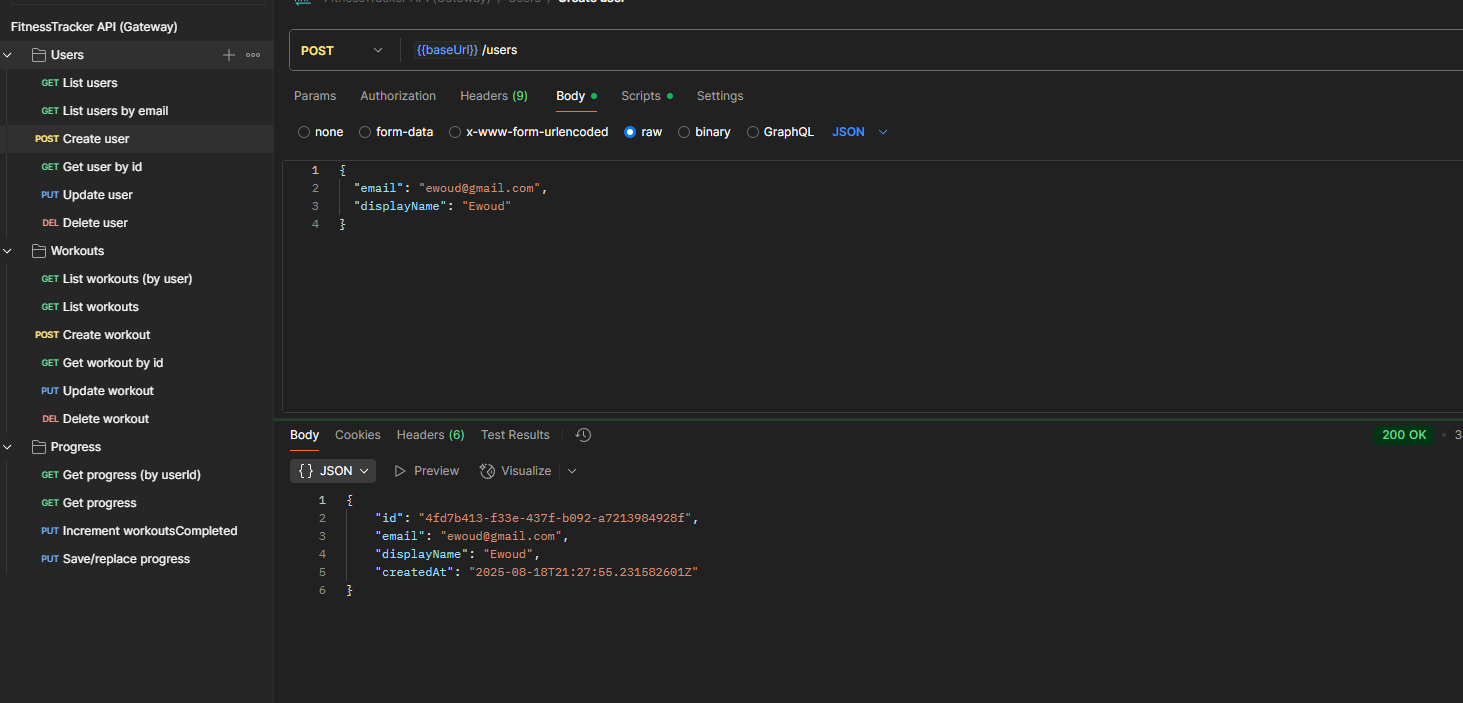 FitnessTracker API (Gateway) / Users / Create user
FitnessTracker API (Gateway)
Users
GET List users
GET List users by email
POST Create user
GET Get user by id
PUT Update user
DEL Delete user
Workouts
GET List workouts (by user)
GET List workouts
POST Create workout
GET Get workout by id
PUT Update workout
DEL Delete workout
Progress
GET Get progress (by userId)
GET Get progress
PUT Increment workoutsCompleted
PUT Save/replace progress
POST {{baseUrl}} /users
Params Authorization Headers (9) Body Scripts Settings
none form-data x-www-form-urlencoded raw binary GraphQL JSON
1 {
2 "email": "ewoud@gmail.com",
3 "displayName": "Ewoud"
4 }
Body Cookies Headers (6) Test Results 200 OK • 3
{} JSON Preview Visualize
1 {
2 "id": "4fd7b413-f33e-437f-b092-a7213984928f",
3 "email": "ewoud@gmail.com",
4 "displayName": "Ewoud",
5 "createdAt": "2025-08-18T21:27:55.231582601Z"
6 }